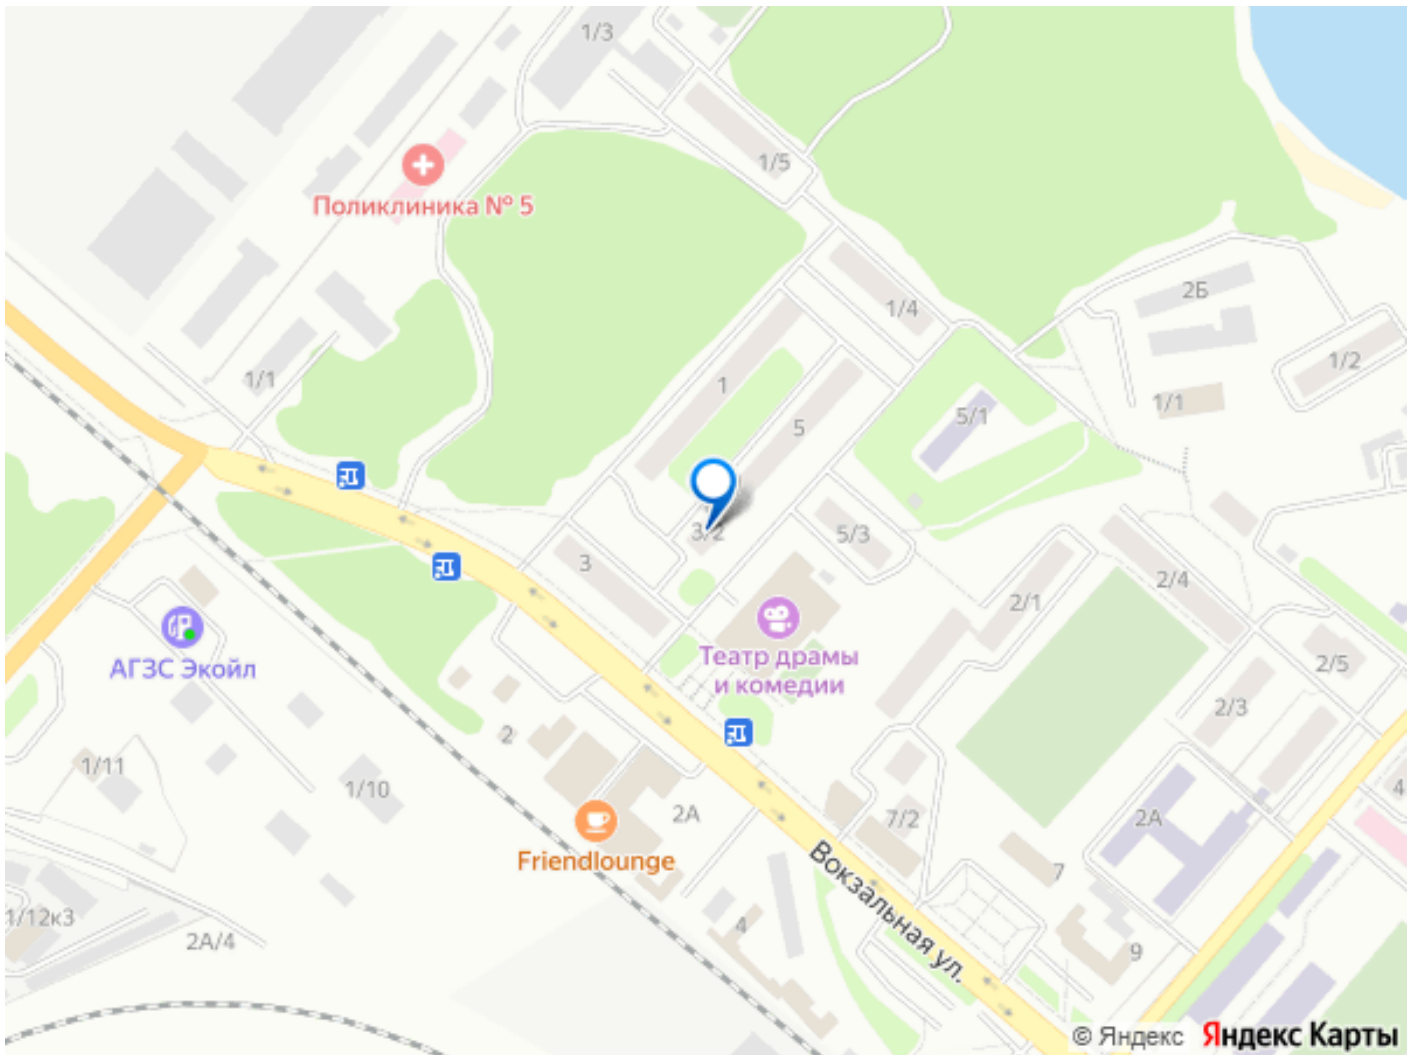 1/3
1/5
Поликлиника № 5
2Б
1/4
1/2
1/1
1
1/1
5/1
5
3/2
5/3
3
2/4
2/1
Театр драмы
и комедии
АГЗС Экойл
2/5
2/3
2
1/11
1/10
4
2А
7/2
2А
Friendlounge
Вокзальная ул.
7
1/12к3
4
2А/4
9
© Яндекс Яндекс Карты